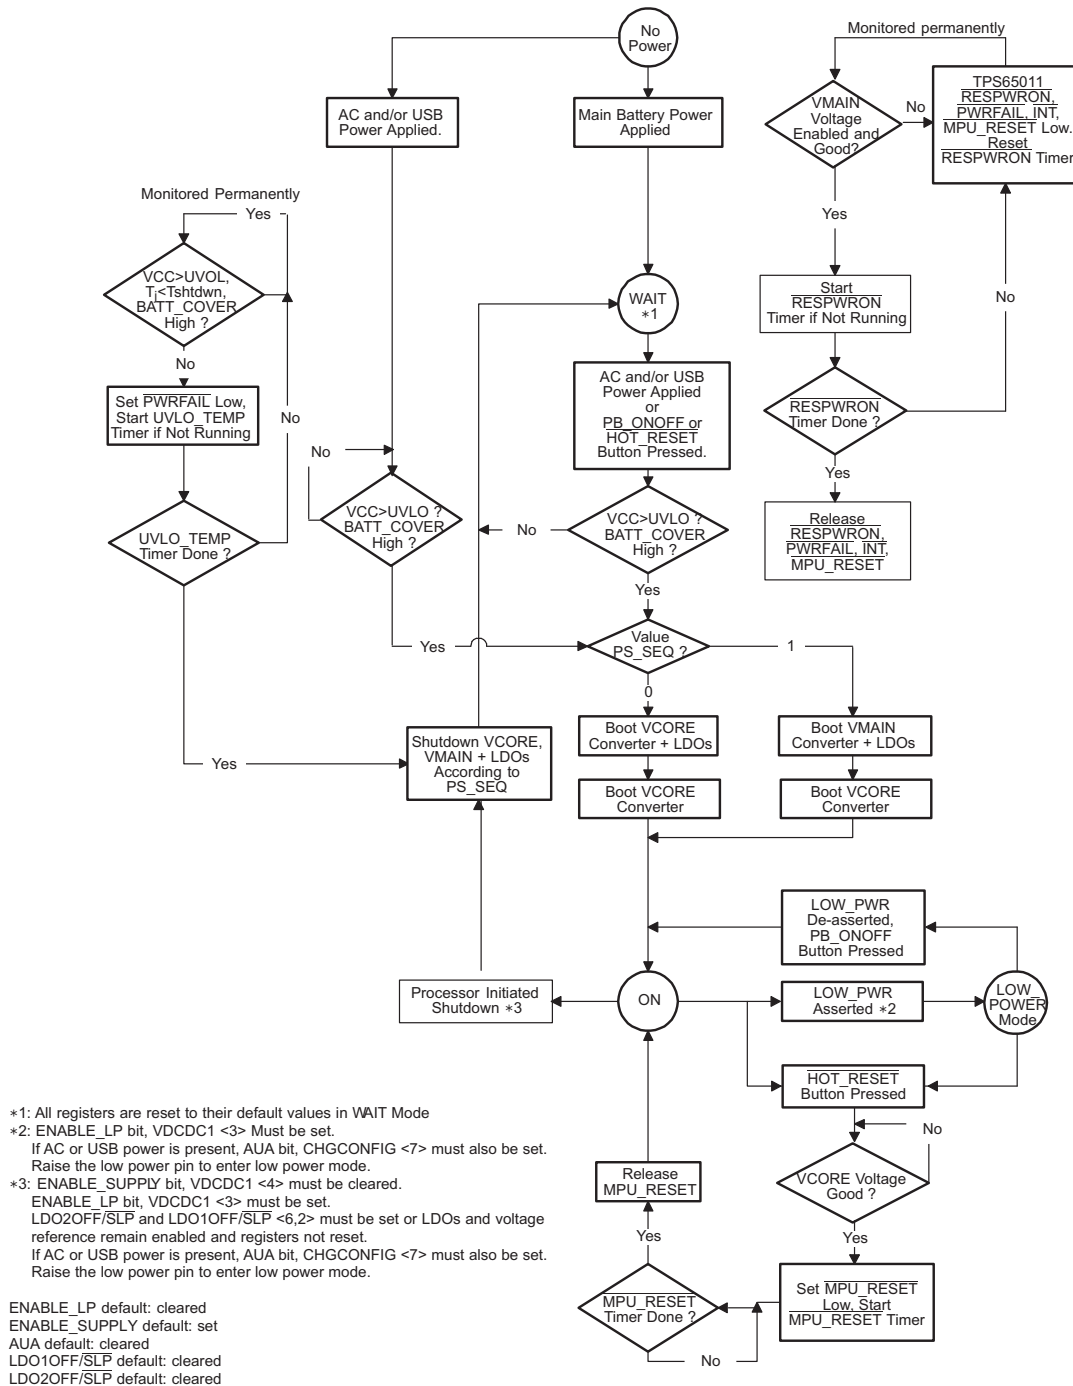 No
Power
Monitored permanently
AC and/or USB
Power Applied.
Main Battery Power
Applied
VMAIN
Voltage
Enabled and
Good?
No
TPS65011
RESPWRON,
PWRFAIL, INT,
MPU_RESET Low.
Reset
RESPWRON Timer
Monitored Permanently
Yes
VCC>UVOL,
Tj<Tshtdwn,
BATT_COVER
High ?
No
Set PWRFAIL Low,
Start UVLO_TEMP
Timer if Not Running
No
UVLO_TEMP
Timer Done ?
Yes
WAIT
*1
AC and/or USB
Power Applied
or
PB_ONOFF or
HOT_RESET
Button Pressed.
No
VCC>UVLO ?
BATT_COVER
High ?
No
VCC>UVLO ?
BATT_COVER
High ?
Yes
Yes
Start
RESPWRON
Timer if Not Running
No
RESPWRON
Timer Done ?
Yes
Release
RESPWRON,
PWRFAIL, INT,
MPU_RESET
Yes
Value
PS_SEQ ?
1
0
Boot VCORE
Converter + LDOs
Boot VMAIN
Converter + LDOs
Shutdown VCORE,
VMAIN + LDOs
According to
PS_SEQ
Boot VCORE
Converter
Boot VCORE
Converter
LOW_PWR
De-asserted,
PB_ONOFF
Button Pressed
Processor Initiated
Shutdown *3
ON
LOW_PWR
Asserted *2
LOW_
POWER
Mode
HOT_RESET
Button Pressed
No
VCORE Voltage
Good ?
Yes
Release
MPU_RESET
Yes
MPU_RESET
Timer Done ?
No
Set MPU_RESET
Low, Start
MPU_RESET Timer
*1: All registers are reset to their default values in WAIT Mode
*2: ENABLE_LP bit, VDCDC1 <3> Must be set.
If AC or USB power is present, AUA bit, CHGCONFIG <7> must also be set.
Raise the low power pin to enter low power mode.
*3: ENABLE_SUPPLY bit, VDCDC1 <4> must be cleared.
ENABLE_LP bit, VDCDC1 <3> must be set.
LDO2OFF/SLP and LDO1OFF/SLP <6,2> must be set or LDOs and voltage
reference remain enabled and registers not reset.
If AC or USB power is present, AUA bit, CHGCONFIG <7> must also be set.
Raise the low power pin to enter low power mode.
ENABLE_LP default: cleared
ENABLE_SUPPLY default: set
AUA default: cleared
LDO1OFF/SLP default: cleared
LDO2OFF/SLP default: cleared